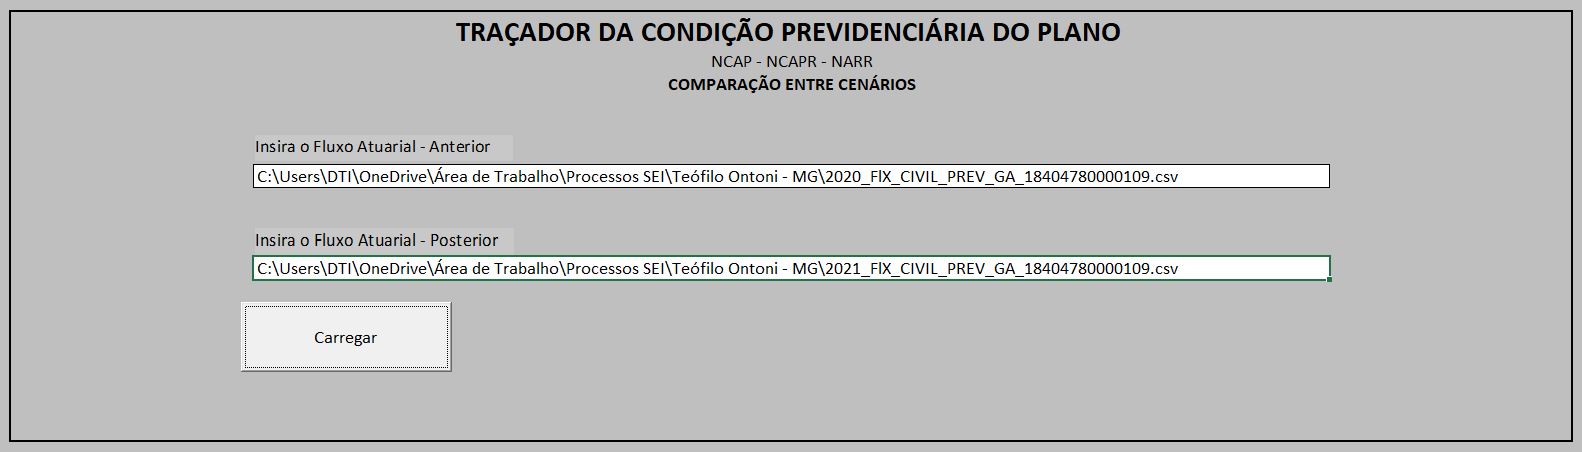 TRAÇADOR DA CONDIÇÃO PREVIDENCIÁRIA DO PLANO
NCAP - NCAPR - NARR
COMPARAÇÃO ENTRE CENÁRIOS
Insira o Fluxo Atuarial - Anterior
C:\Users\DTI\OneDrive\Área de Trabalho\Processos SEI\Teófilo Ontoni - MG\2020_FlX_CIVIL_PREV_GA_18404780000109.csv
Insira o Fluxo Atuarial - Posterior
C:\Users\DTI\OneDrive\Área de Trabalho\Processos SEI\Teófilo Ontoni - MG\2021_FlX_CIVIL_PREV_GA_18404780000109.csv
Carregar